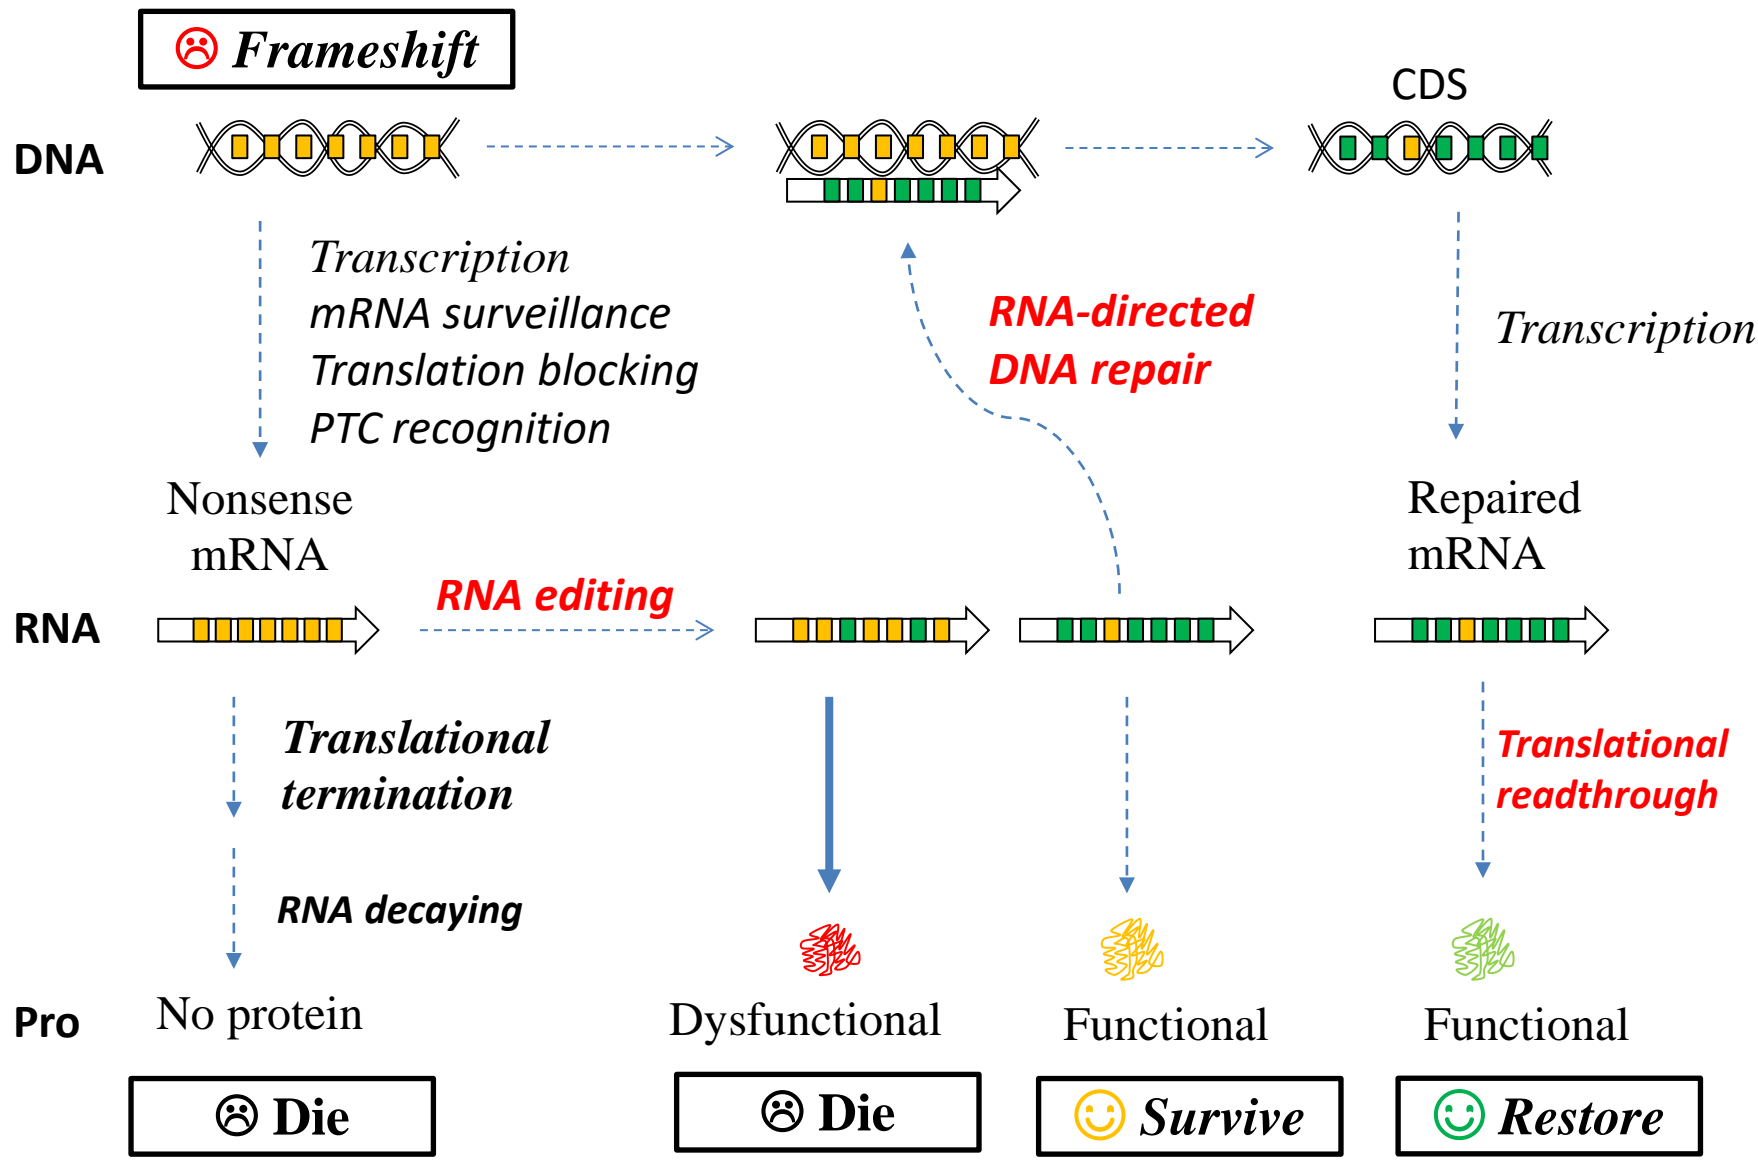 Frameshift
CDS
DNA
Transcription
mRNA surveillance
Translation blocking
PTC recognition
RNA-directed
DNA repair
Transcription
Nonsense
mRNA
Repaired
mRNA
RNA editing
RNA
Translational
termination
Translational
readthrough
RNA decaying
Pro
No protein
Dysfunctional
Functional
Functional
Die
Die
Survive
Restore